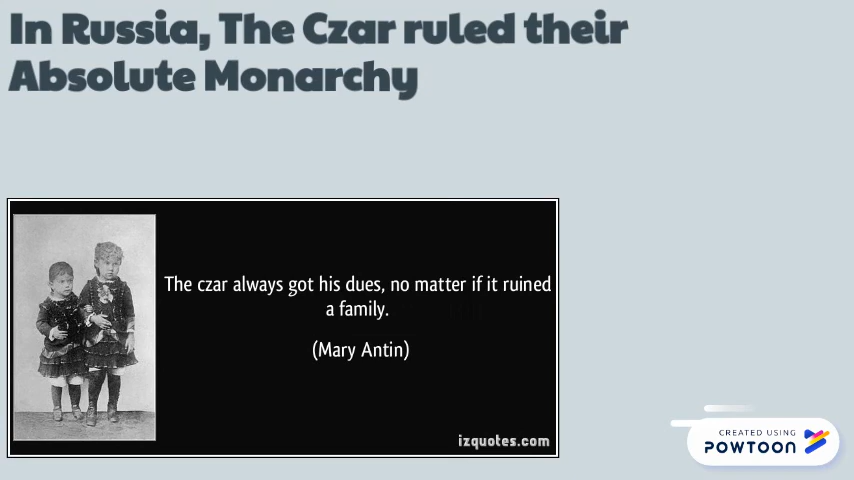 In Russia, The Czar ruled their
Absolute Monarchy
The czar always got his dues, no matter if it ruined
a family.
(Mary Antin)
izquotes.com
CREATED USING
POWTOON